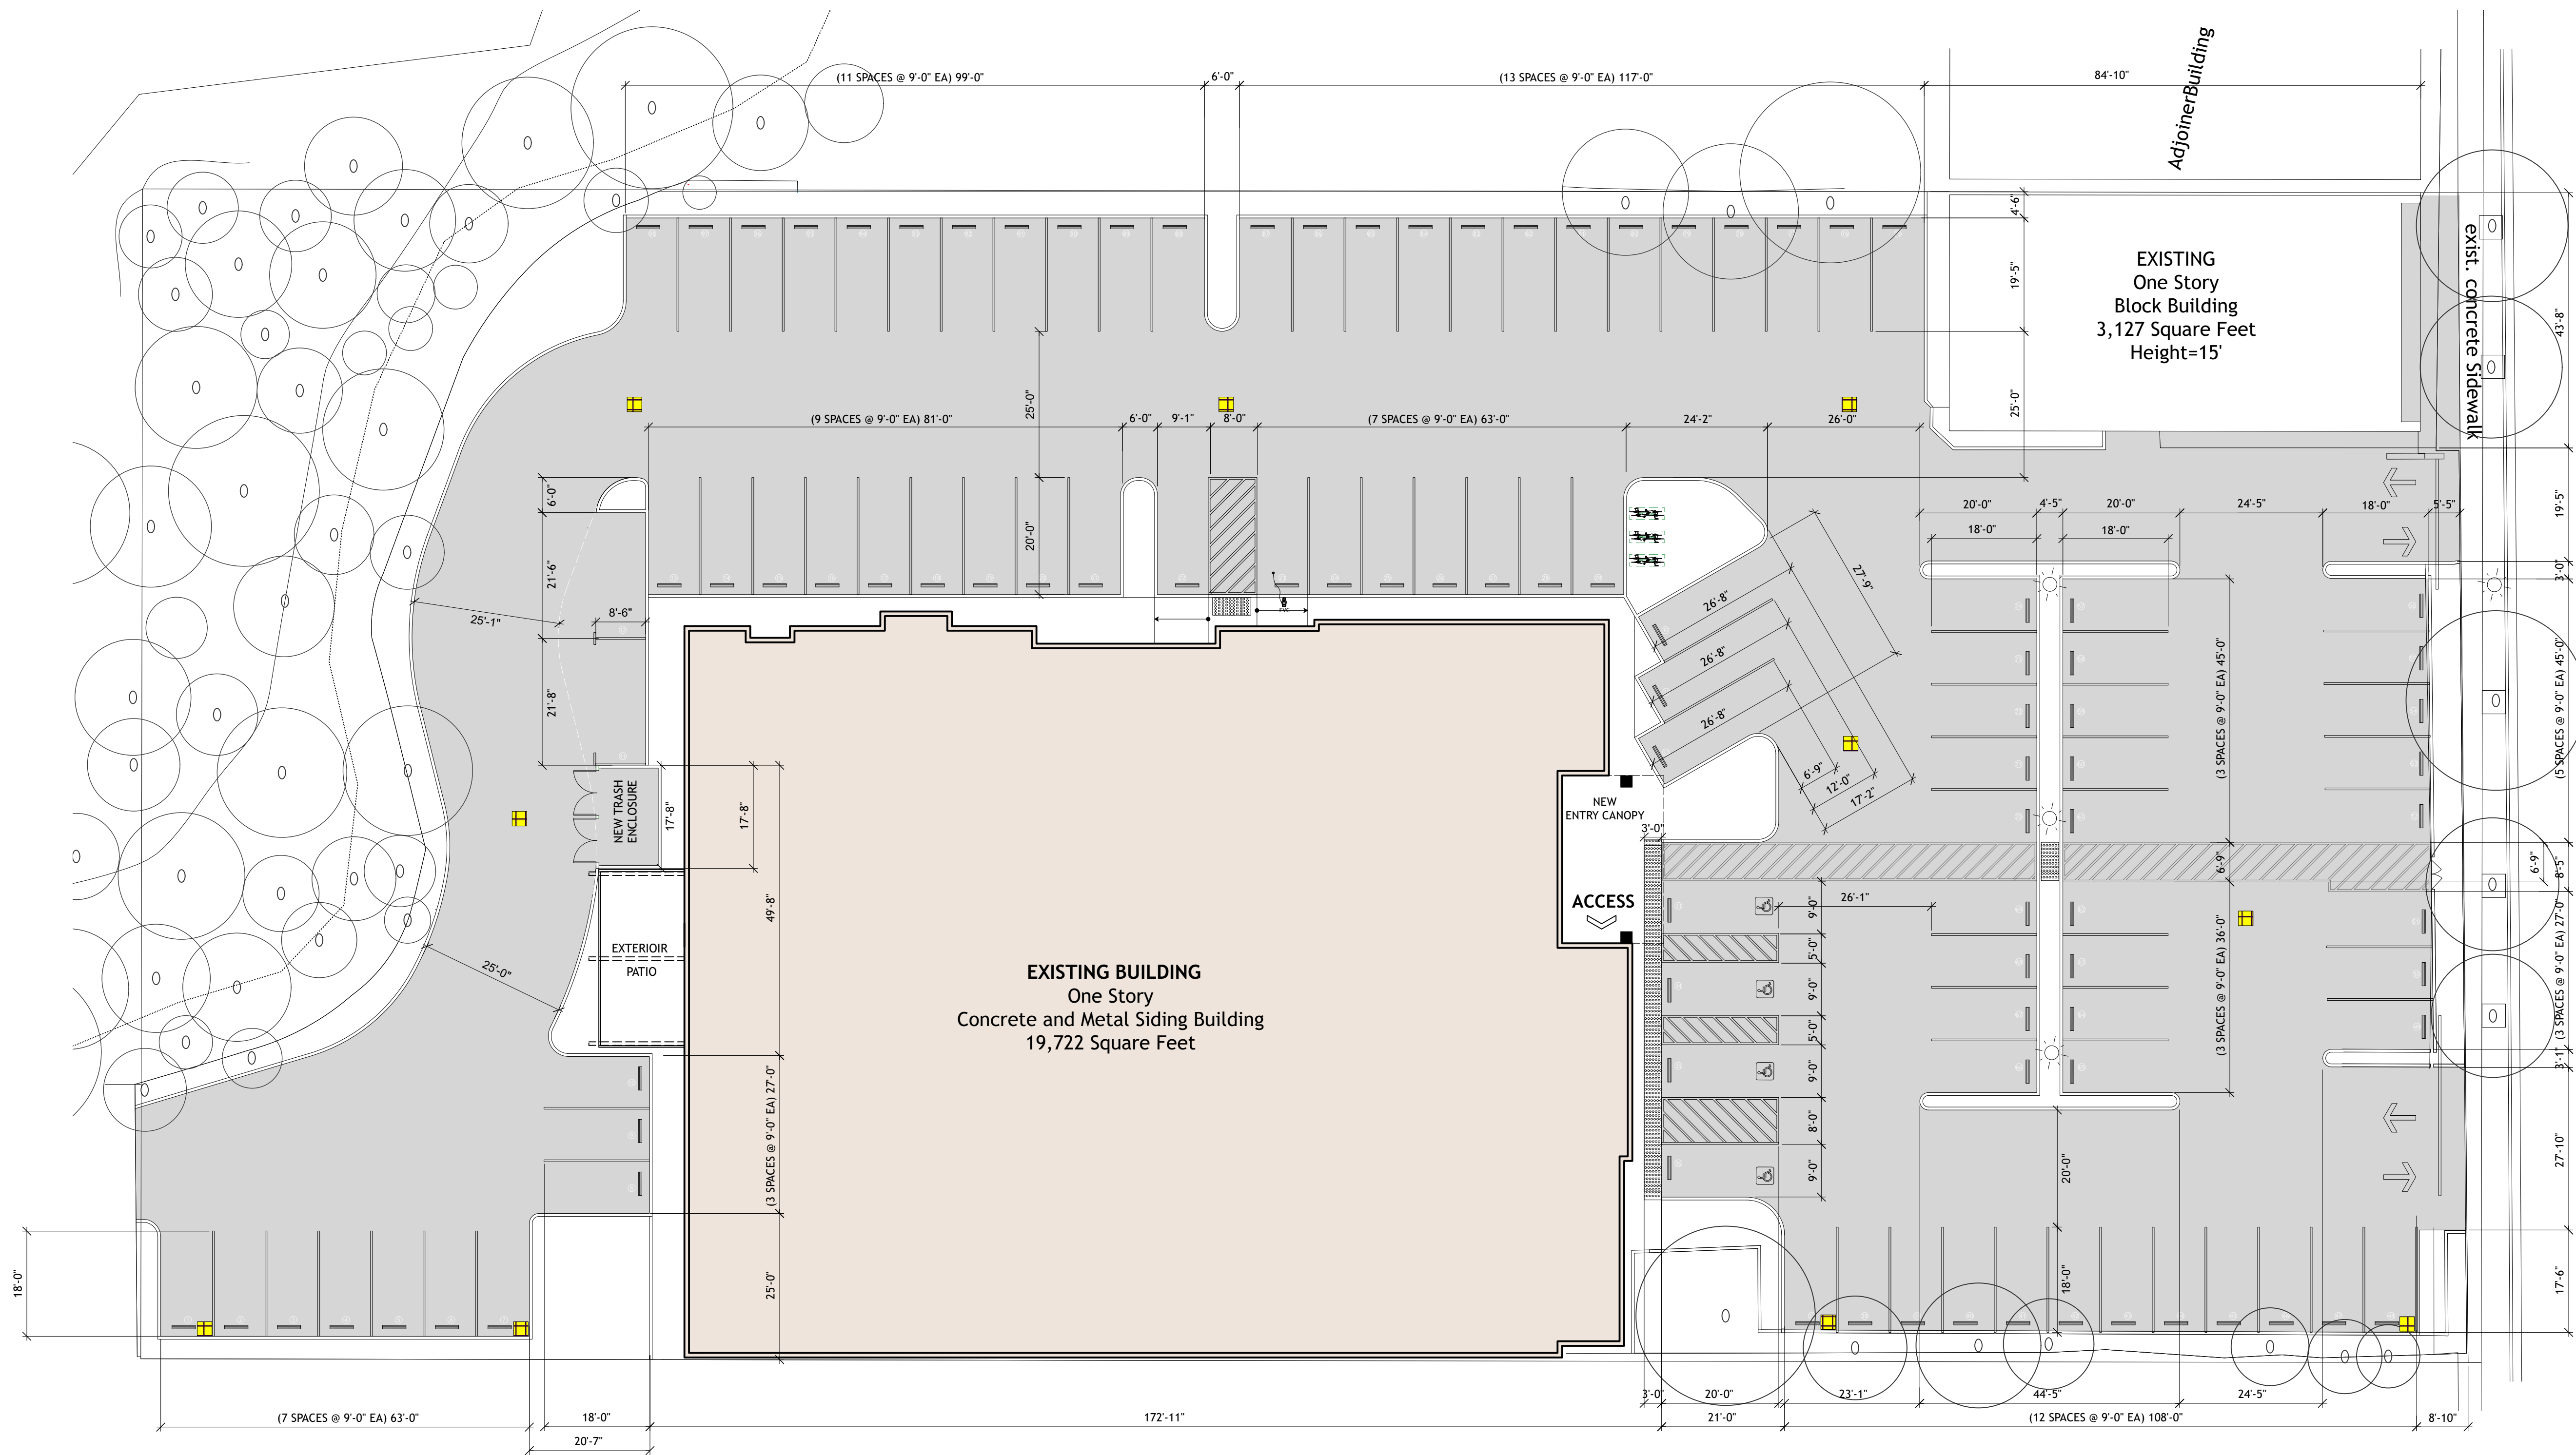 (11 SPACES @ 9'-0" EA) 99'-0"
6'-0"
(13 SPACES @ 9'-0" EA) 117'-0"
84'-10"
AdjoinerBuilding
4'-6"
19'-5"
25'-0"
EXISTING
One Story
Block Building
3,127 Square Feet
Height=15'
exist. concrete Sidewalk
43'-8"
(9 SPACES @ 9'-0" EA) 81'-0"
25'-0"
6'-0"
9'-1"
8'-0"
(7 SPACES @ 9'-0" EA) 63'-0"
24'-2"
26'-0"
6'-0"
21'-6"
20'-0"
20'-0"
4'-5"
20'-0"
24'-5"
18'-0"
5'-5"
19'-5"
18'-0"
18'-0"
3'-0"
27'-9"
25'-1"
8'-6"
EVC
26'-8"
26'-8"
26'-8"
21'-8"
(3 SPACES @ 9'-0" EA) 45'-0"
(5 SPACES @ 9'-0" EA) 45'-0"
6'-9"
12'-0"
17'-2"
NEW TRASH
ENCLOSURE
17'-8"
17'-8"
NEW
ENTRY CANOPY
3'-0"
6'-9"
6'-9"
8'-5"
49'-8"
ACCESS
9'-0"
26'-1"
5'-0"
9'-0"
5'-0"
9'-0"
8'-0"
9'-0"
(3 SPACES @ 9'-0" EA) 36'-0"
(3 SPACES @ 9'-0" EA) 27'-0"
3'-1"
25'-0"
EXTERIOIR
PATIO
EXISTING BUILDING
One Story
Concrete and Metal Siding Building
19,722 Square Feet
(3 SPACES @ 9'-0" EA) 27'-0"
20'-0"
27'-10"
18'-0"
25'-0"
18'-0"
17'-6"
3'-0"
20'-0"
23'-1"
44'-5"
24'-5"
(7 SPACES @ 9'-0" EA) 63'-0"
18'-0"
172'-11"
21'-0"
(12 SPACES @ 9'-0" EA) 108'-0"
8'-10"
20'-7"